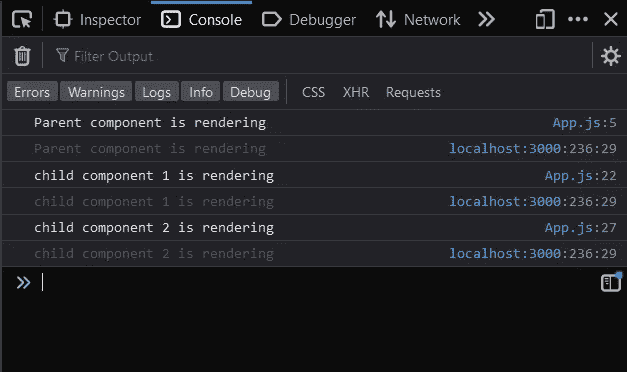 Inspector Console Debugger Network
Filter Output
Errors Warnings Logs Info Debug CSS XHR Requests
Parent component is rendering App.js:5
Parent component is rendering localhost:3000:236:29
child component 1 is rendering App.js:22
child component 1 is rendering localhost:3000:236:29
child component 2 is rendering App.js:27
child component 2 is rendering localhost:3000:236:29